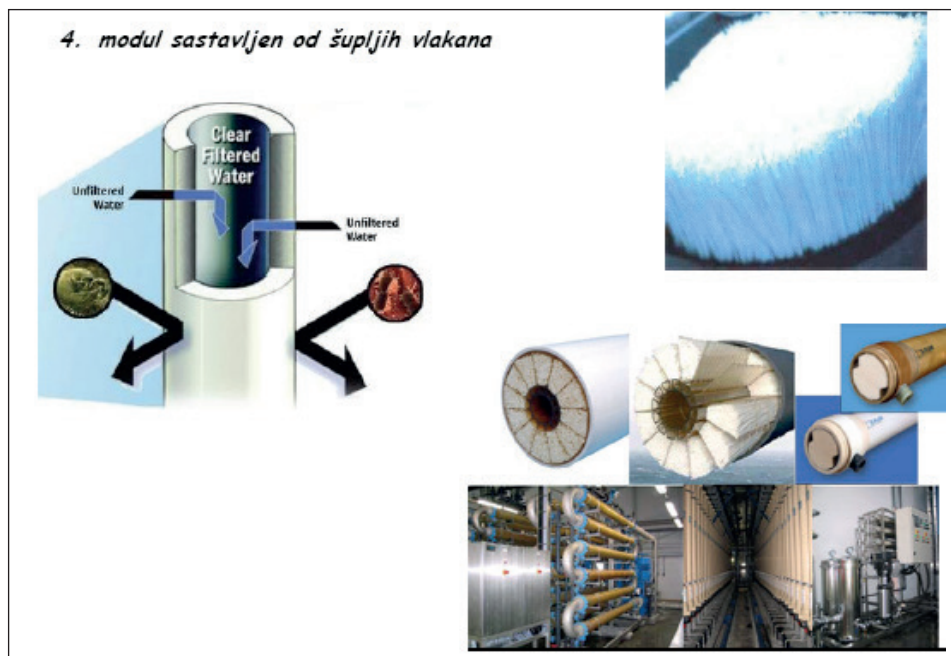 4. modul sastavljen od šupljih vlakana
Clear
Filtered
Water
Unfiltered
Water
Unfiltered
Water